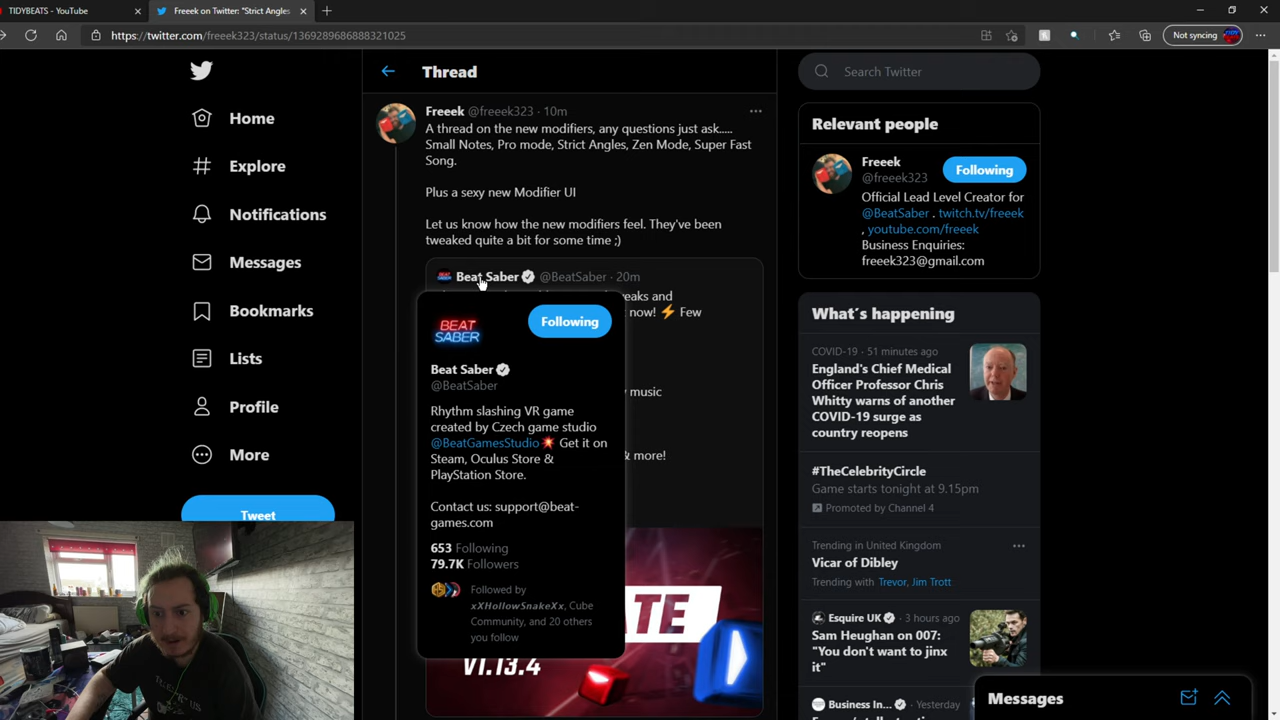 TIDYBEATS - YouTube
Freeek on Twitter: "Strict Angles
https://twitter.com/freeek323/status/1369289686888321025
Not syncing
Home
Explore
Notifications
Messages
Bookmarks
Lists
Profile
More
Tweet
Thread
Freeek @freeek323 · 10m
A thread on the new modifiers, any questions just ask.....
Small Notes, Pro mode, Strict Angles, Zen Mode, Super Fast
Song.
Plus a sexy new Modifier UI
Let us know how the new modifiers feel. They've been
tweaked quite a bit for some time ;)
Beat Saber @BeatSaber · 20m
eaks and
now! ⚡ Few
music
& more!
BEAT
SABER
Following
Beat Saber
@BeatSaber
Rhythm slashing VR game
created by Czech game studio
@BeatGamesStudio💥 Get it on
Steam, Oculus Store &
PlayStation Store.
Contact us: support@beat-
games.com
653 Following
79.7K Followers
Followed by
𝙭𝙓𝙃𝙤𝙡𝙡𝙤𝙬𝙎𝙣𝙖𝙠𝙚𝙓𝙭, Cube
Community, and 20 others
you follow
ATE
V1.13.4
Search Twitter
Relevant people
Freeek
@freeek323
Following
Official Lead Level Creator for
@BeatSaber . twitch.tv/freeek
, youtube.com/freeek
Business Enquiries:
freeek323@gmail.com
What's happening
COVID-19 · 51 minutes ago
England's Chief Medical
Officer Professor Chris
Whitty warns of another
COVID-19 surge as
country reopens
#TheCelebrityCircle
Game starts tonight at 9.15pm
Promoted by Channel 4
Trending in United Kingdom
Vicar of Dibley
Trending with Trevor, Jim Trott
Esquire UK · 3 hours ago
Sam Heughan on 007:
"You don't want to jinx
it"
Business In... · Yesterday
Messages